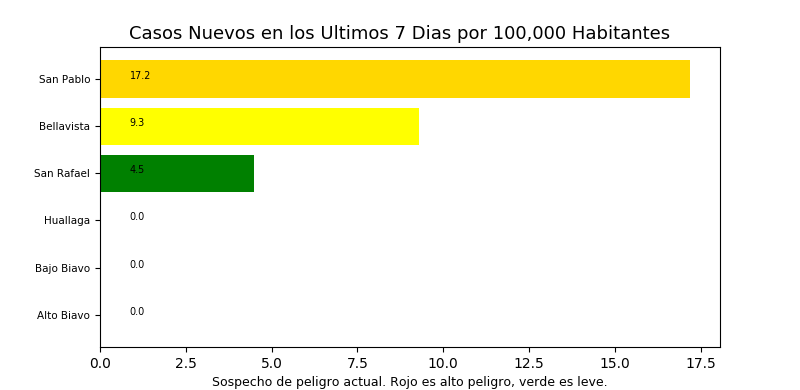 Casos Nuevos en los Ultimos 7 Dias por 100,000 Habitantes
San Pablo 17.2
Bellavista 9.3
San Rafael 4.5
Huallaga 0.0
Bajo Biavo 0.0
Alto Biavo 0.0
0.0 2.5 5.0 7.5 10.0 12.5 15.0 17.5
Sospecho de peligro actual. Rojo es alto peligro, verde es leve.